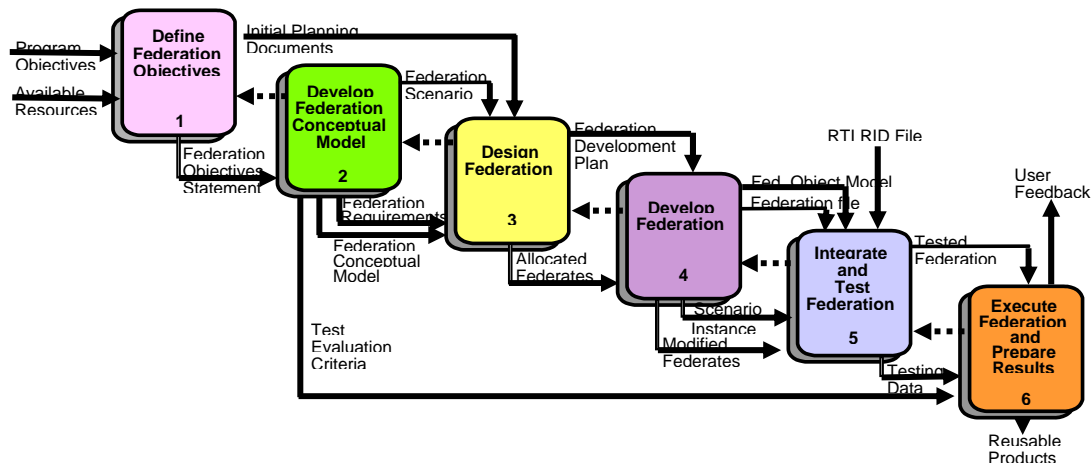 Program
Objectives
Available
Resources
Define
Federation
Objectives
1
Initial Planning
Documents
Federation
Objectives
Statement
Develop
Federation
Conceptual
Model
2
Federation
Scenario
Federation
Requirements
Federation
Conceptual
Model
Test
Evaluation
Criteria
Design
Federation
3
Federation
Development
Plan
Allocated
Federates
Develop
Federation
4
Fed. Object Model
Federation file
RTI RID File
Scenario
Instance
Modified
Federates
Integrate
and
Test
Federation
5
Tested
Federation
Testing
Data
User
Feedback
Execute
Federation
and
Prepare
Results
6
Reusable
Products